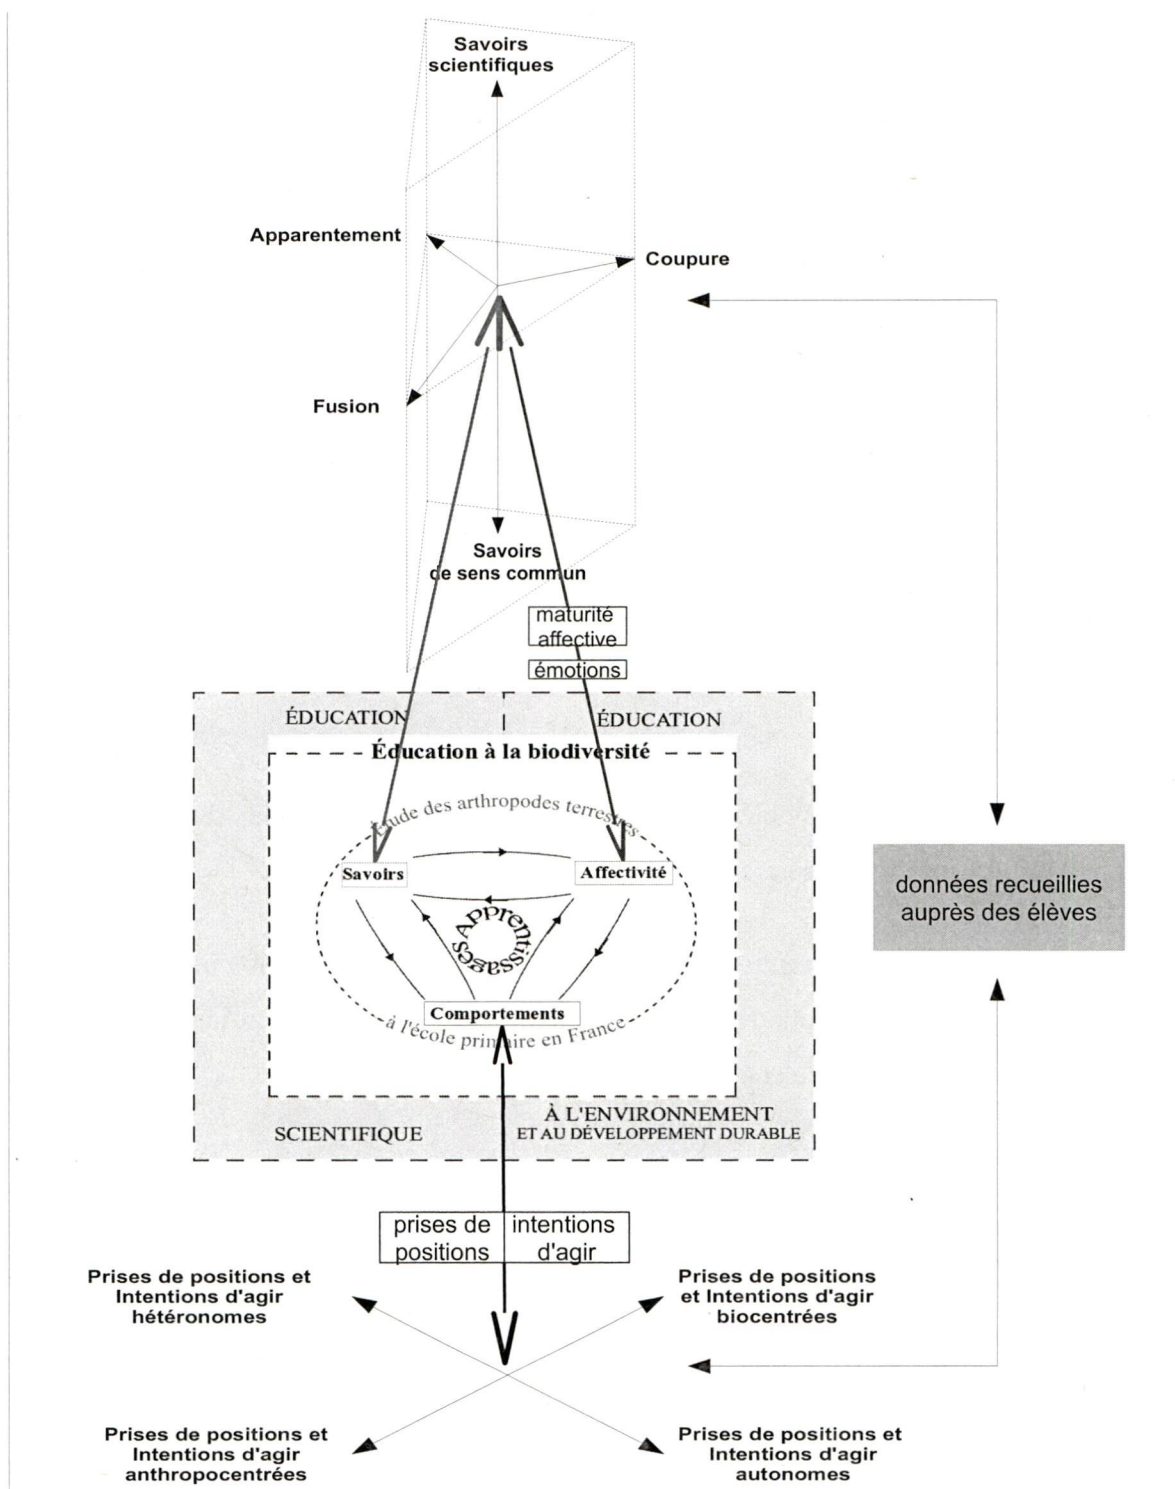 Savoirs
scientifiques
Apparentement
Coupure
Fusion
Savoirs
de sens commun
maturité
affective
émotions
ÉDUCATION
ÉDUCATION
Éducation à la biodiversité
Étude des arthropodes terrestres
Savoirs
Affectivité
Apprentissages
Comportements
à l'école primaire en France
données recueillies
auprès des élèves
SCIENTIFIQUE
À L'ENVIRONNEMENT
ET AU DÉVELOPPEMENT DURABLE
prises de
positions
intentions
d'agir
Prises de positions et
Intentions d'agir
hétéronomes
Prises de positions
et Intentions d'agir
biocentrées
Prises de positions et
Intentions d'agir
anthropocentrées
Prises de positions et
Intentions d'agir
autonomes